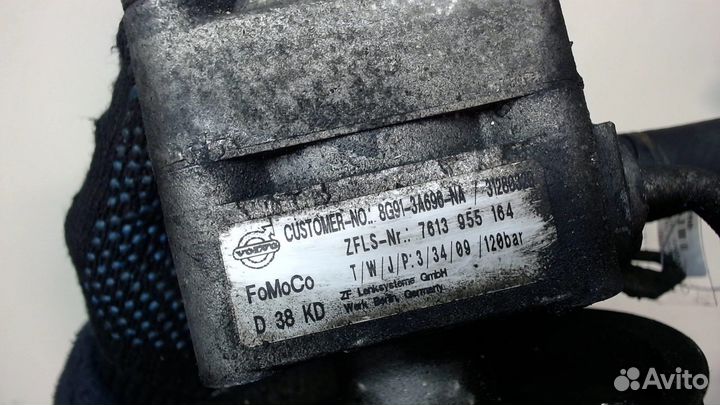 VOLVO
CUSTOMER-NO.: 8G91-3A696-NA /
ZFLS-Nr.: 7613 955 164
T/W/J/P:3/34/09 /120bar
FoMoCo
ZF Lenksysteme GmbH
D 38 KD
Werk Berlin, Germany
Avito